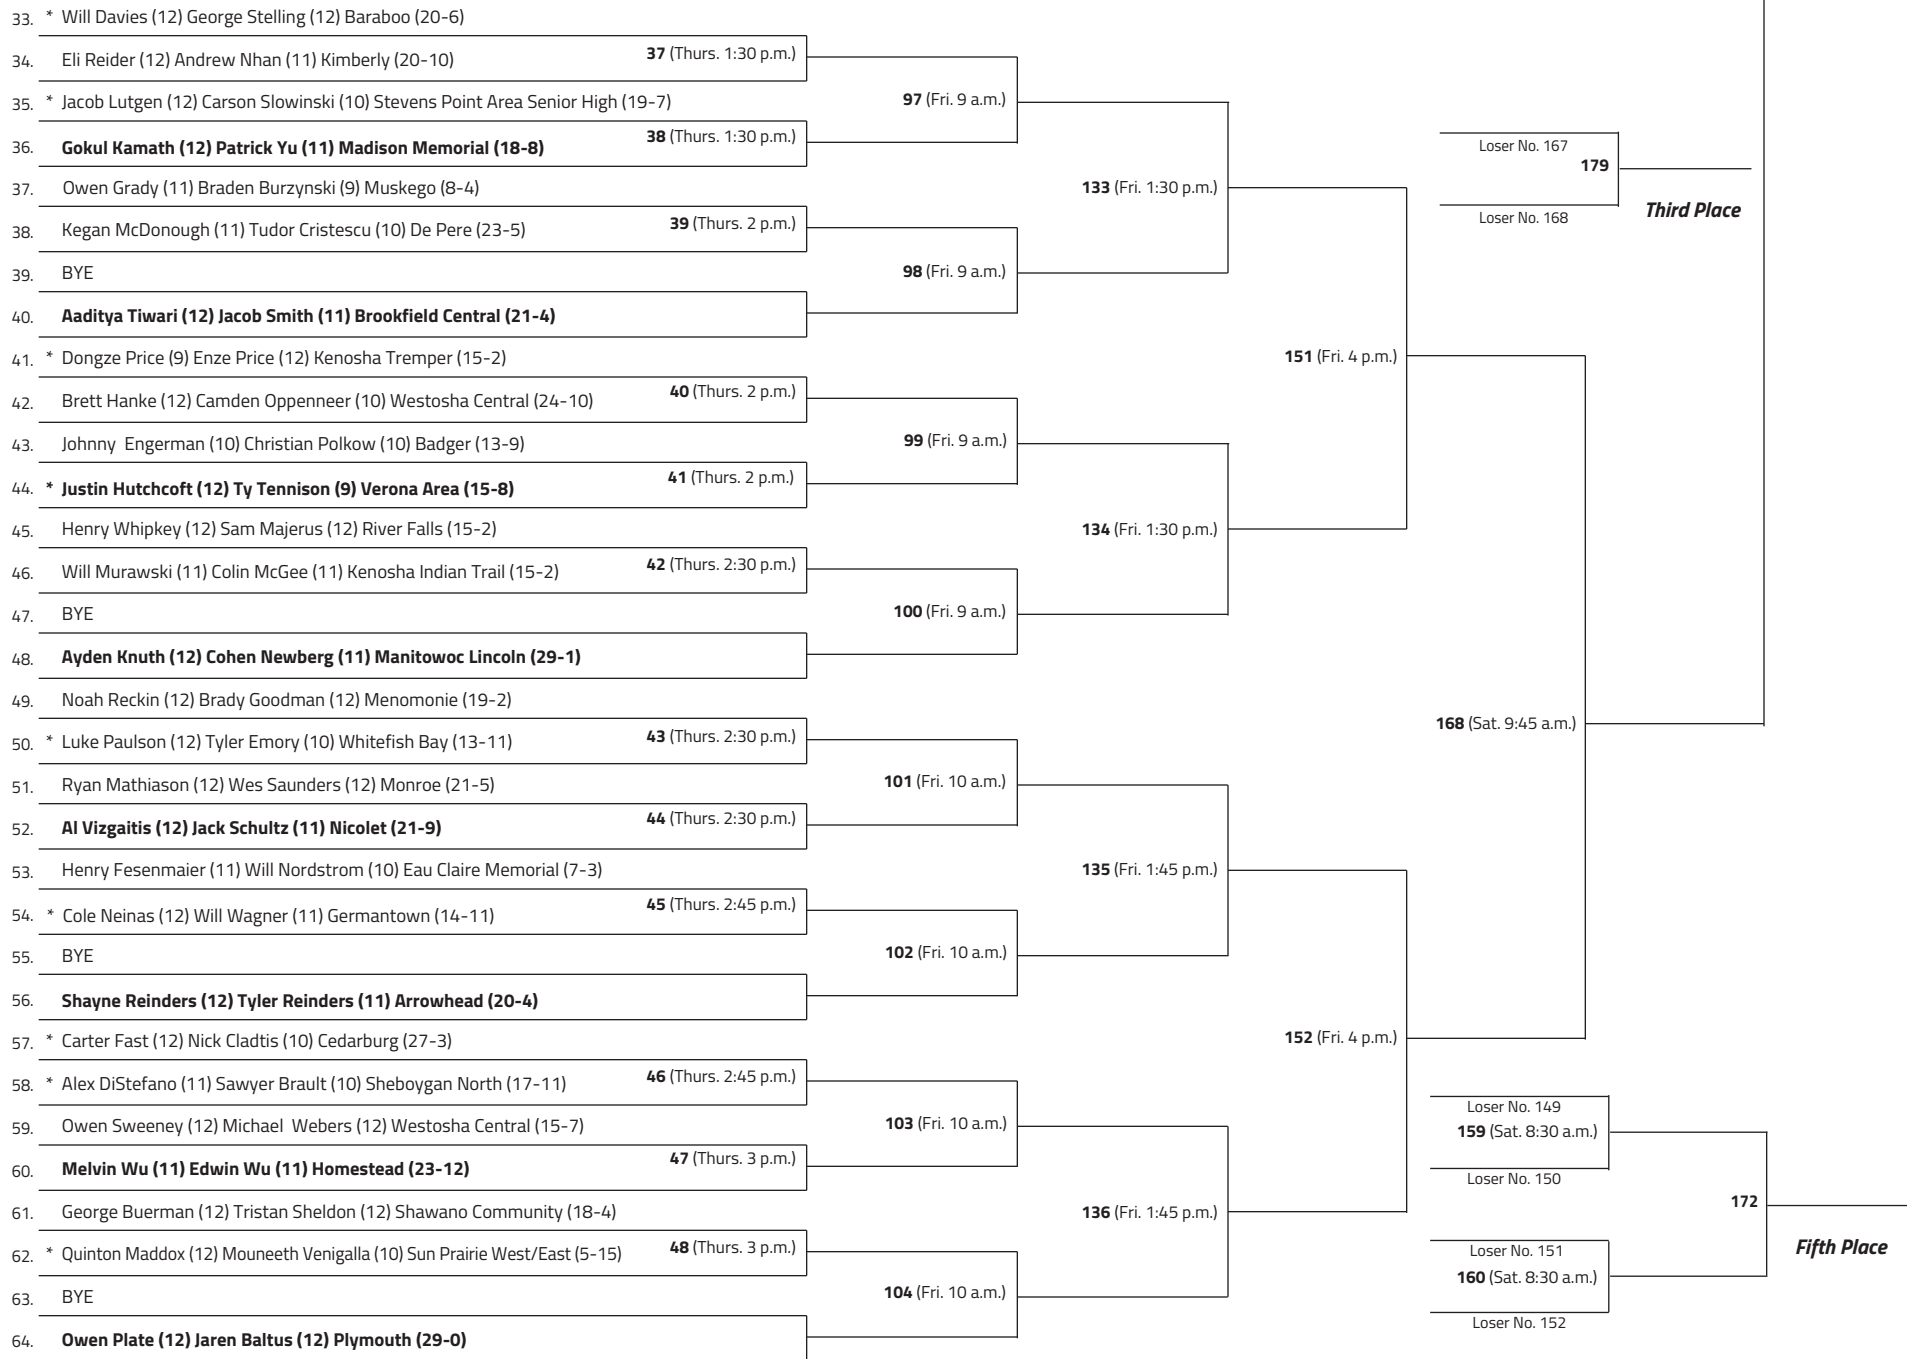 33. * Will Davies (12) George Stelling (12) Baraboo (20-6)
34. Eli Reider (12) Andrew Nhan (11) Kimberly (20-10)
37 (Thurs. 1:30 p.m.)
35. * Jacob Lutgen (12) Carson Slowinski (10) Stevens Point Area Senior High (19-7)
97 (Fri. 9 a.m.)
36. Gokul Kamath (12) Patrick Yu (11) Madison Memorial (18-8)
38 (Thurs. 1:30 p.m.)
37. Owen Grady (11) Braden Burzynski (9) Muskego (8-4)
133 (Fri. 1:30 p.m.)
38. Kegan McDonough (11) Tudor Cristescu (10) De Pere (23-5)
39 (Thurs. 2 p.m.)
39. BYE
98 (Fri. 9 a.m.)
40. Aaditya Tiwari (12) Jacob Smith (11) Brookfield Central (21-4)
41. * Dongze Price (9) Enze Price (12) Kenosha Tremper (15-2)
151 (Fri. 4 p.m.)
42. Brett Hanke (12) Camden Oppenneer (10) Westosha Central (24-10)
40 (Thurs. 2 p.m.)
43. Johnny Engerman (10) Christian Polkow (10) Badger (13-9)
99 (Fri. 9 a.m.)
44. * Justin Hutchcoft (12) Ty Tennison (9) Verona Area (15-8)
41 (Thurs. 2 p.m.)
45. Henry Whipkey (12) Sam Majerus (12) River Falls (15-2)
134 (Fri. 1:30 p.m.)
46. Will Murawski (11) Colin McGee (11) Kenosha Indian Trail (15-2)
42 (Thurs. 2:30 p.m.)
47. BYE
100 (Fri. 9 a.m.)
48. Ayden Knuth (12) Cohen Newberg (11) Manitowoc Lincoln (29-1)
49. Noah Reckin (12) Brady Goodman (12) Menomonie (19-2)
168 (Sat. 9:45 a.m.)
50. * Luke Paulson (12) Tyler Emory (10) Whitefish Bay (13-11)
43 (Thurs. 2:30 p.m.)
51. Ryan Mathiason (12) Wes Saunders (12) Monroe (21-5)
101 (Fri. 10 a.m.)
52. Al Vizgaitis (12) Jack Schultz (11) Nicolet (21-9)
44 (Thurs. 2:30 p.m.)
53. Henry Fesenmaier (11) Will Nordstrom (10) Eau Claire Memorial (7-3)
135 (Fri. 1:45 p.m.)
54. * Cole Neinas (12) Will Wagner (11) Germantown (14-11)
45 (Thurs. 2:45 p.m.)
55. BYE
102 (Fri. 10 a.m.)
56. Shayne Reinders (12) Tyler Reinders (11) Arrowhead (20-4)
57. * Carter Fast (12) Nick Cladtis (10) Cedarburg (27-3)
152 (Fri. 4 p.m.)
58. * Alex DiStefano (11) Sawyer Brault (10) Sheboygan North (17-11)
46 (Thurs. 2:45 p.m.)
59. Owen Sweeney (12) Michael Webers (12) Westosha Central (15-7)
103 (Fri. 10 a.m.)
60. Melvin Wu (11) Edwin Wu (11) Homestead (23-12)
47 (Thurs. 3 p.m.)
61. George Buerman (12) Tristan Sheldon (12) Shawano Community (18-4)
136 (Fri. 1:45 p.m.)
62. * Quinton Maddox (12) Mouneeth Venigalla (10) Sun Prairie West/East (5-15)
48 (Thurs. 3 p.m.)
63. BYE
104 (Fri. 10 a.m.)
64. Owen Plate (12) Jaren Baltus (12) Plymouth (29-0)
Loser No. 167
179
Third Place
Loser No. 168
Loser No. 149
159 (Sat. 8:30 a.m.)
Loser No. 150
172
Fifth Place
Loser No. 151
160 (Sat. 8:30 a.m.)
Loser No. 152